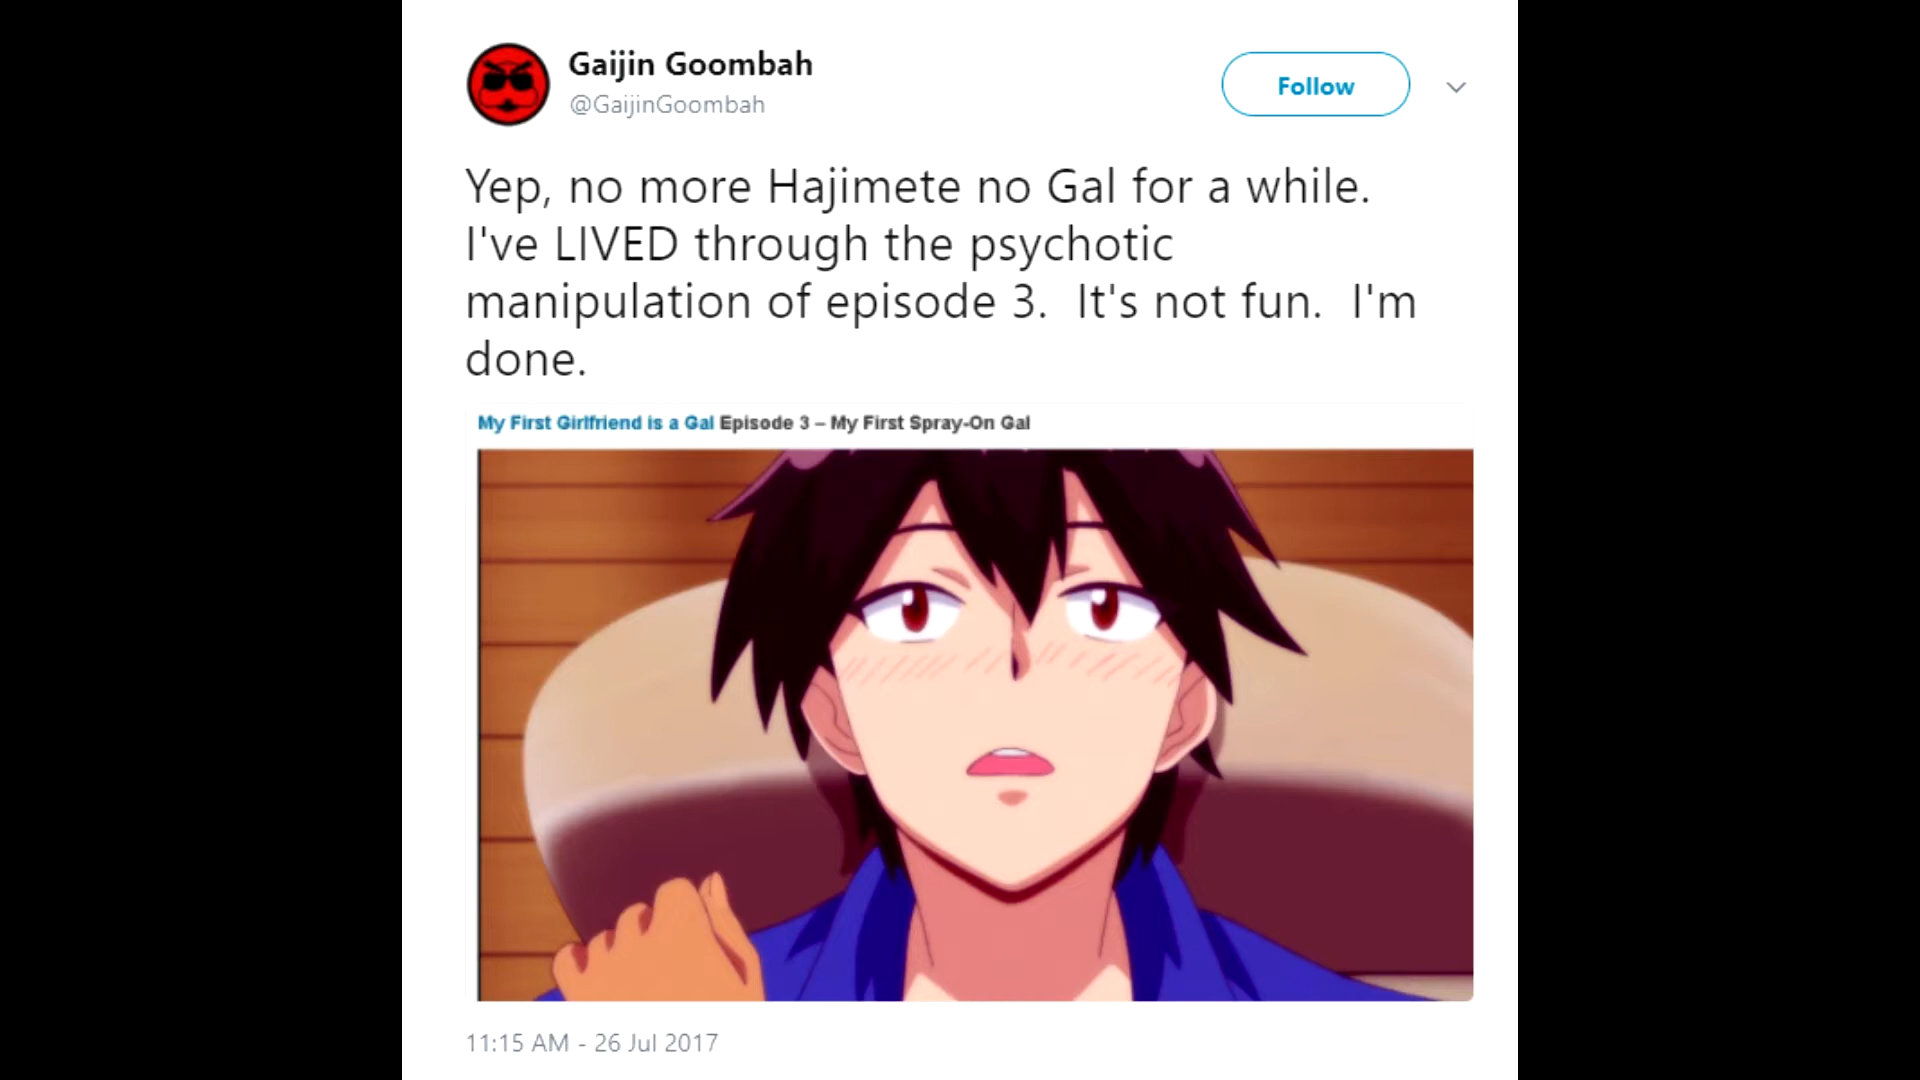 Gaijin Goombah
@GaijinGoombah
Follow
Yep, no more Hajimete no Gal for a while.
I've LIVED through the psychotic
manipulation of episode 3.  It's not fun.  I'm
done.
My First Girlfriend is a Gal Episode 3 – My First Spray-On Gal
11:15 AM - 26 Jul 2017